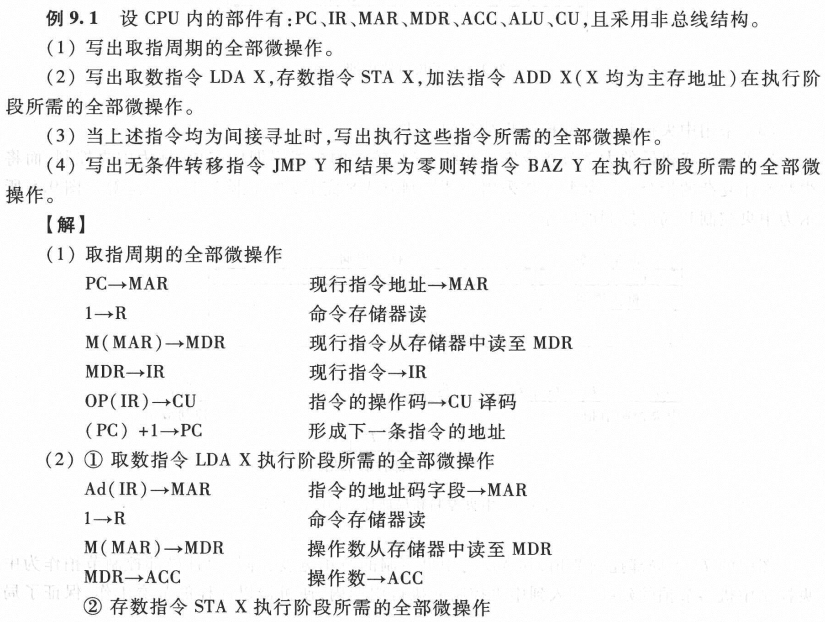 例 9.1 设 CPU 内的部件有:PC、IR、MAR、MDR、ACC、ALU、CU,且采用非总线结构。
(1) 写出取指周期的全部微操作。
(2) 写出取数指令 LDA X,存数指令 STA X,加法指令 ADD X(X 均为主存地址)在执行阶
段所需的全部微操作。
(3) 当上述指令均为间接寻址时,写出执行这些指令所需的全部微操作。
(4) 写出无条件转移指令 JMP Y 和结果为零则转指令 BAZ Y 在执行阶段所需的全部微
操作。
【解】
(1) 取指周期的全部微操作
PC→MAR 现行指令地址→MAR
1→R 命令存储器读
M(MAR)→MDR 现行指令从存储器中读至 MDR
MDR→IR 现行指令→IR
OP(IR)→CU 指令的操作码→CU 译码
(PC) +1→PC 形成下一条指令的地址
(2) ① 取数指令 LDA X 执行阶段所需的全部微操作
Ad(IR)→MAR 指令的地址码字段→MAR
1→R 命令存储器读
M(MAR)→MDR 操作数从存储器中读至 MDR
MDR→ACC 操作数→ACC
② 存数指令 STA X 执行阶段所需的全部微操作